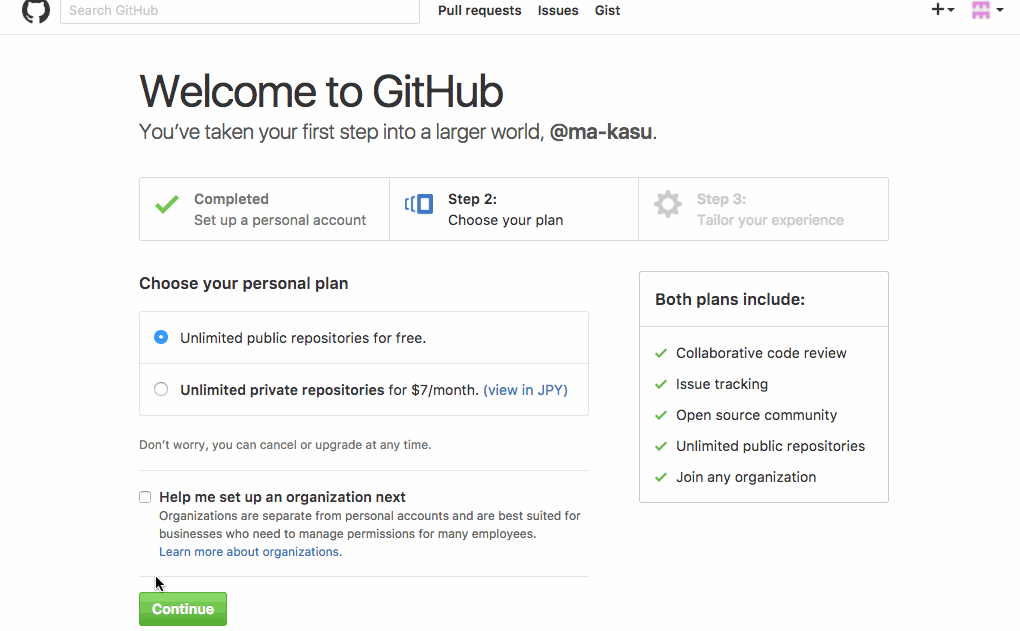 Search GitHub
Pull requests Issues Gist
Welcome to GitHub
You’ve taken your first step into a larger world, @ma-kasu.
Completed
Set up a personal account
Step 2:
Choose your plan
Step 3:
Tailor your experience
Choose your personal plan
Unlimited public repositories for free.
Unlimited private repositories for $7/month. (view in JPY)
Don’t worry, you can cancel or upgrade at any time.
Help me set up an organization next
Organizations are separate from personal accounts and are best suited for
businesses who need to manage permissions for many employees.
Learn more about organizations.
Continue
Both plans include:
Collaborative code review
Issue tracking
Open source community
Unlimited public repositories
Join any organization